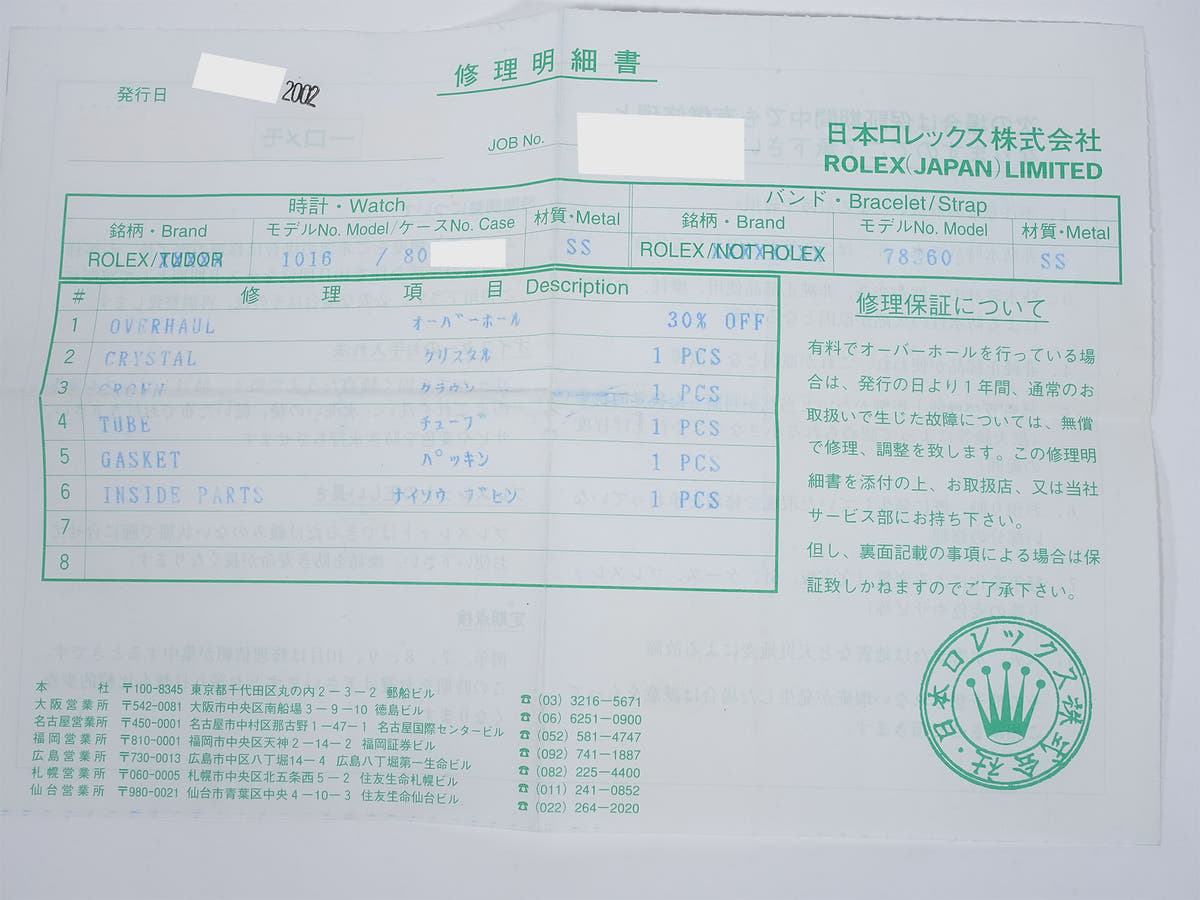 修理明細書
発行日 2002
JOB No.
日本ロレックス株式会社
ROLEX(JAPAN)LIMITED
時計・Watch
バンド・Bracelet/Strap
銘柄・Brand モデルNo. Model/ケースNo. Case 材質・Metal 銘柄・Brand モデルNo. Model 材質・Metal
ROLEX/TUDOR 1016 / 80 SS ROLEX/NOT ROLEX 78360 SS
# 修理項目 Description
1 OVERHAUL オーバーホール 30% OFF
2 CRYSTAL クリスタル 1 PCS
3 CROWN クラウン 1 PCS
4 TUBE チューブ 1 PCS
5 GASKET パッキン 1 PCS
6 INSIDE PARTS ナイソウ ブヒン 1 PCS
7
8
修理保証について
有料でオーバーホールを行っている場
合は、発行の日より1年間、通常のお
取扱いで生じた故障については、無償
で修理、調整を致します。この修理明
細書を添付の上、お取扱店、又は当社
サービス部にお持ち下さい。
但し、裏面記載の事項による場合は保
証致しかねますのでご了承下さい。
本社 〒100-8345 東京都千代田区丸の内2-3-2 郵船ビル ☎(03) 3216-5671
大阪営業所 〒542-0081 大阪市中央区南船場3-9-10 徳島ビル ☎(06) 6251-0900
名古屋営業所 〒450-0001 名古屋市中村区那古野1-47-1 名古屋国際センタービル ☎(052) 581-4747
福岡営業所 〒810-0001 福岡市中央区天神2-14-2 福岡証券ビル ☎(092) 741-1887
広島営業所 〒730-0013 広島市中区八丁堀14-4 広島八丁堀第一生命ビル ☎(082) 225-4400
札幌営業所 〒060-0005 札幌市中央区北五条西5-2 住友生命札幌ビル ☎(011) 241-0852
仙台営業所 〒980-0021 仙台市青葉区中央4-10-3 住友生命仙台ビル ☎(022) 264-2020
日本ロレックス株式会社・